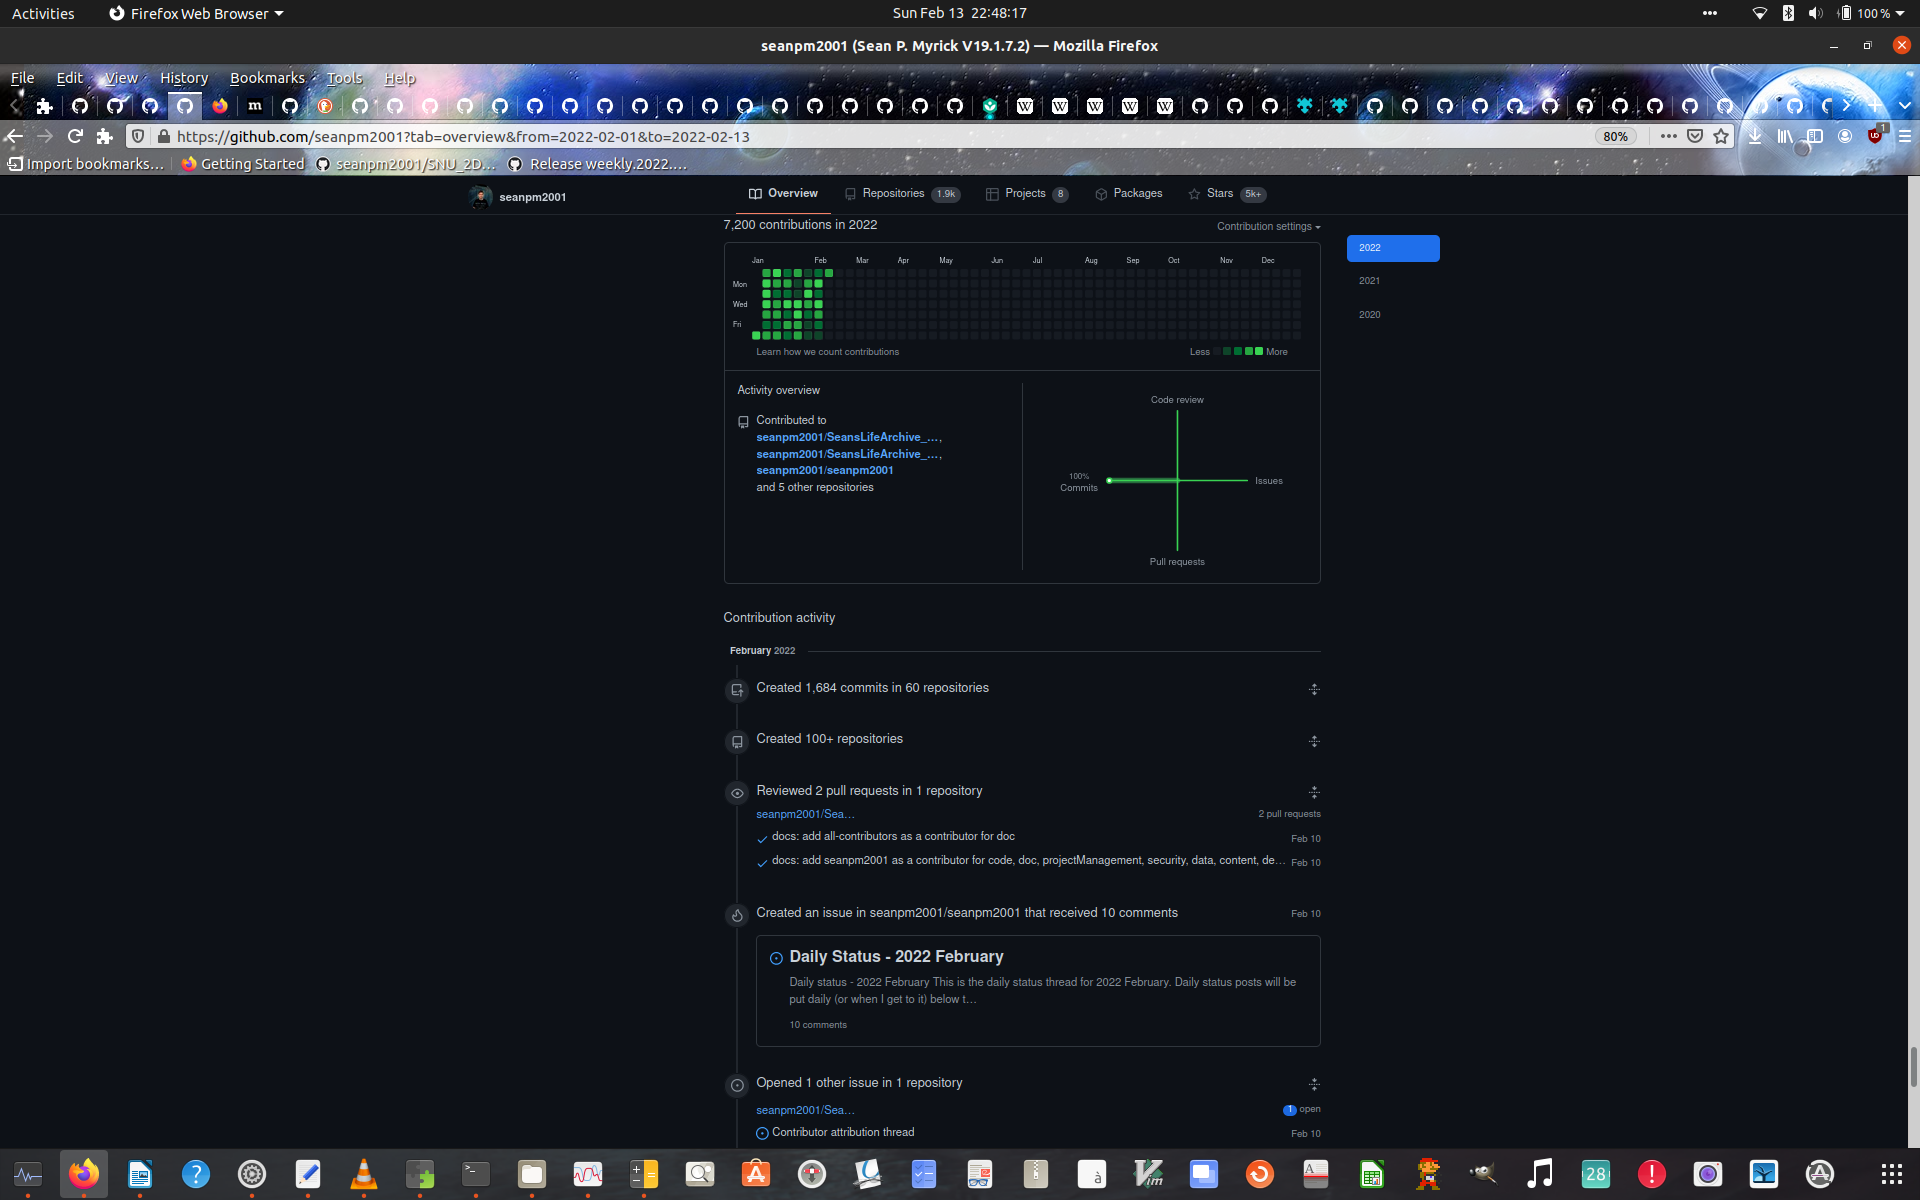 Activities
Firefox Web Browser
Sun Feb 13 22:48:17
100 %
seanpm2001 (Sean P. Myrick V19.1.7.2) — Mozilla Firefox
File Edit View History Bookmarks Tools Help
https://github.com/seanpm2001?tab=overview&from=2022-02-01&to=2022-02-13
80%
1
Import bookmarks…
Getting Started
seanpm2001/SNU_2D…
Release weekly.2022.…
seanpm2001
Overview
Repositories 1.9k
Projects 8
Packages
Stars 5k+
7,200 contributions in 2022
Contribution settings
2022
2021
2020
Jan Feb Mar Apr May Jun Jul Aug Sep Oct Nov Dec
Mon
Wed
Fri
Learn how we count contributions
Less More
Activity overview
Contributed to
seanpm2001/SeansLifeArchive_…,
seanpm2001/SeansLifeArchive_…,
seanpm2001/seanpm2001
and 5 other repositories
Code review
100%
Commits
Issues
Pull requests
Contribution activity
February 2022
Created 1,684 commits in 60 repositories
Created 100+ repositories
Reviewed 2 pull requests in 1 repository
seanpm2001/Sea…
2 pull requests
docs: add all-contributors as a contributor for doc
Feb 10
docs: add seanpm2001 as a contributor for code, doc, projectManagement, security, data, content, de…
Feb 10
Created an issue in seanpm2001/seanpm2001 that received 10 comments
Feb 10
Daily Status - 2022 February
Daily status - 2022 February This is the daily status thread for 2022 February. Daily status posts will be
put daily (or when I get to it) below t…
10 comments
Opened 1 other issue in 1 repository
seanpm2001/Sea…
1 open
Contributor attribution thread
Feb 10
28